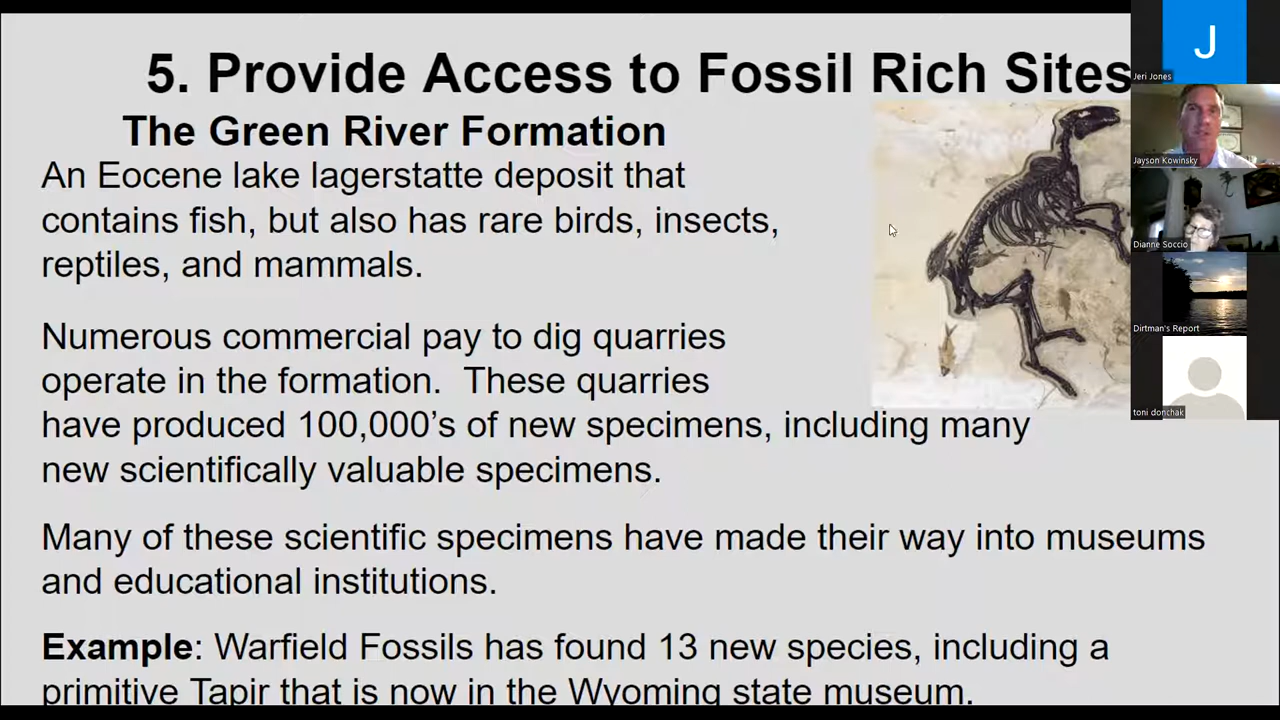 5. Provide Access to Fossil Rich Sites
The Green River Formation
An Eocene lake lagerstatte deposit that
contains fish, but also has rare birds, insects,
reptiles, and mammals.
Numerous commercial pay to dig quarries
operate in the formation.  These quarries
have produced 100,000’s of new specimens, including many
new scientifically valuable specimens.
Many of these scientific specimens have made their way into museums
and educational institutions.
Example: Warfield Fossils has found 13 new species, including a
primitive Tapir that is now in the Wyoming state museum.
J
Jeri Jones
Jayson Kowinsky
Dianne Soccio
Dirtman's Report
toni donchak